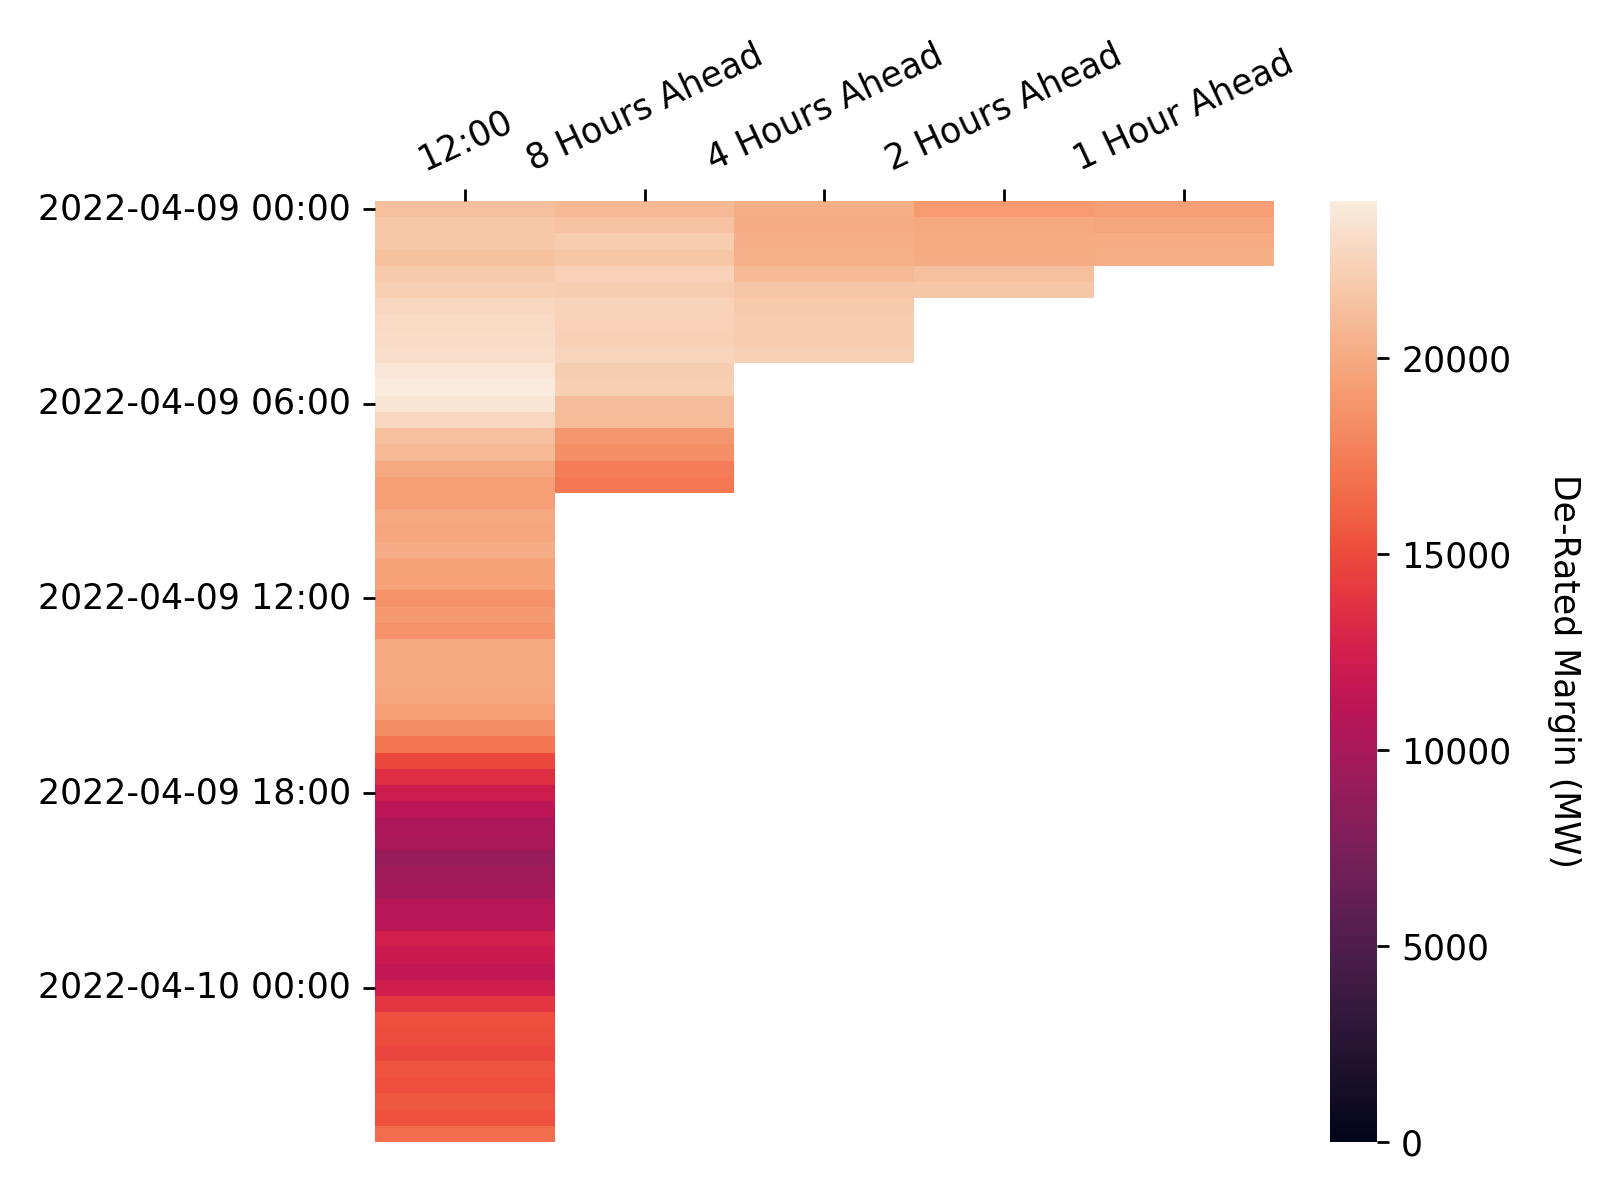 12:00
8 Hours Ahead
4 Hours Ahead
2 Hours Ahead
1 Hour Ahead
2022-04-09 00:00
2022-04-09 06:00
2022-04-09 12:00
2022-04-09 18:00
2022-04-10 00:00
20000
15000
10000
5000
0
De-Rated Margin (MW)